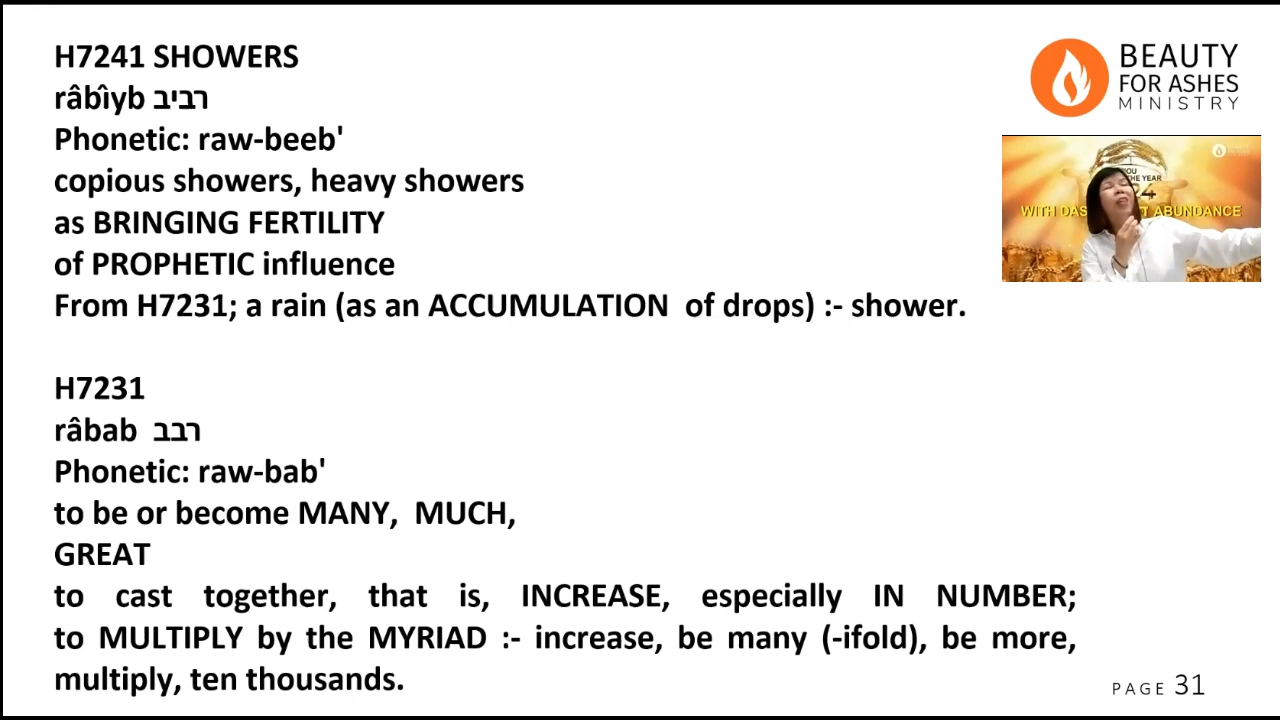 H7241 SHOWERS
râbîyb רביב
Phonetic: raw-beeb'
copious showers, heavy showers
as BRINGING FERTILITY
of PROPHETIC influence
From H7231; a rain (as an ACCUMULATION of drops) :- shower.
H7231
râbab רבב
Phonetic: raw-bab'
to be or become MANY, MUCH,
GREAT
to cast together, that is, INCREASE, especially IN NUMBER;
to MULTIPLY by the MYRIAD :- increase, be many (-ifold), be more,
multiply, ten thousands.
BEAUTY
FOR ASHES
MINISTRY
THE YEAR
WITH ABUNDANCE
PAGE 31